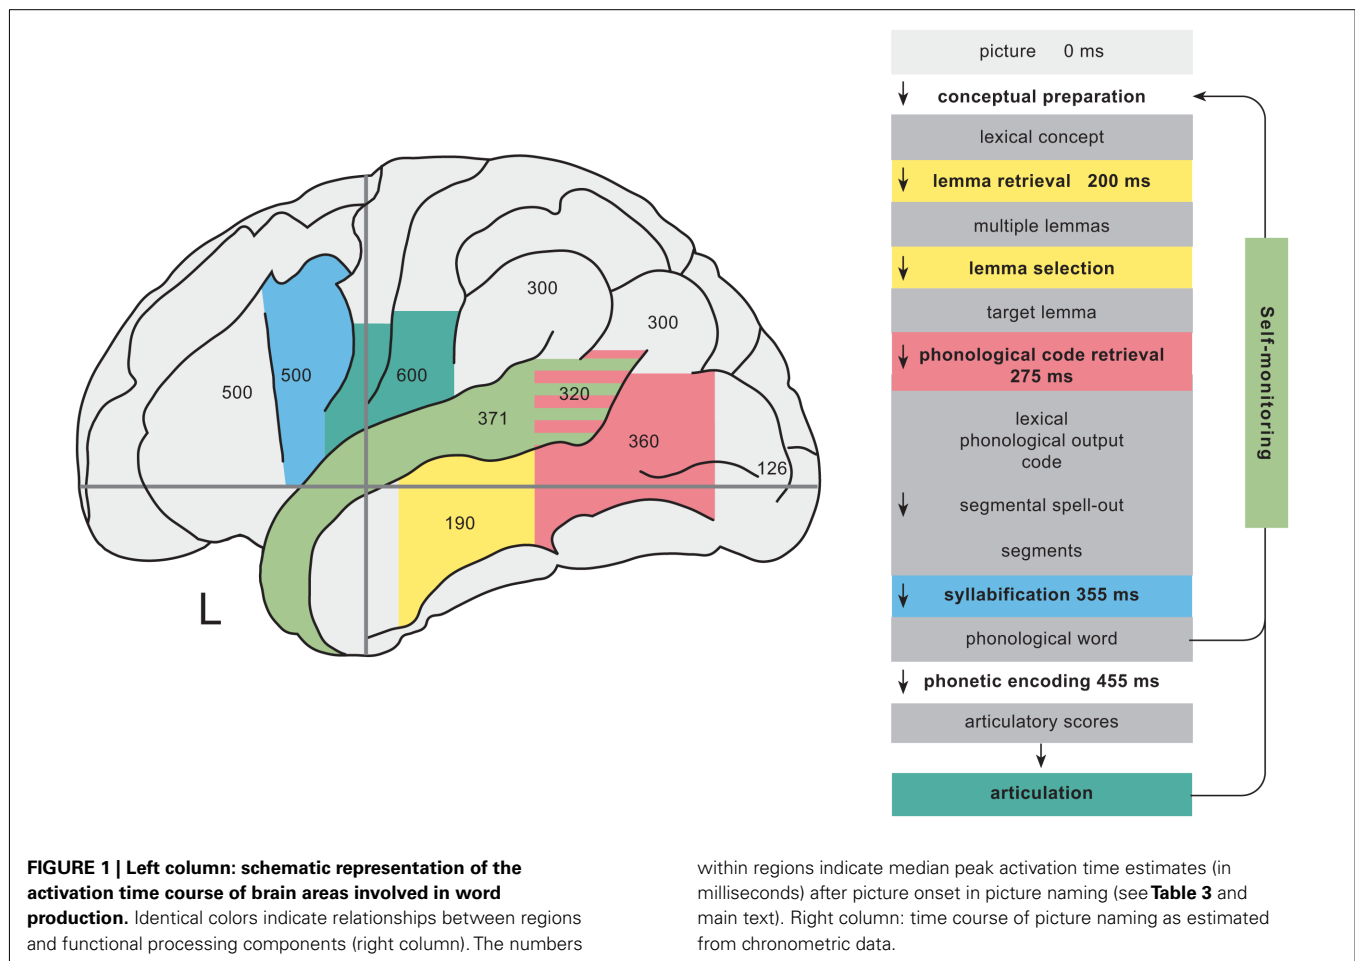 300
300
500
500
600
320
371
360
126
190
L
picture 0 ms
conceptual preparation
lexical concept
lemma retrieval 200 ms
multiple lemmas
lemma selection
target lemma
phonological code retrieval
275 ms
lexical
phonological output
code
segmental spell-out
segments
syllabification 355 ms
phonological word
phonetic encoding 455 ms
articulatory scores
articulation
Self-monitoring
FIGURE 1 | Left column: schematic representation of the
activation time course of brain areas involved in word
production. Identical colors indicate relationships between regions
and functional processing components (right column). The numbers
within regions indicate median peak activation time estimates (in
milliseconds) after picture onset in picture naming (see Table 3 and
main text). Right column: time course of picture naming as estimated
from chronometric data.